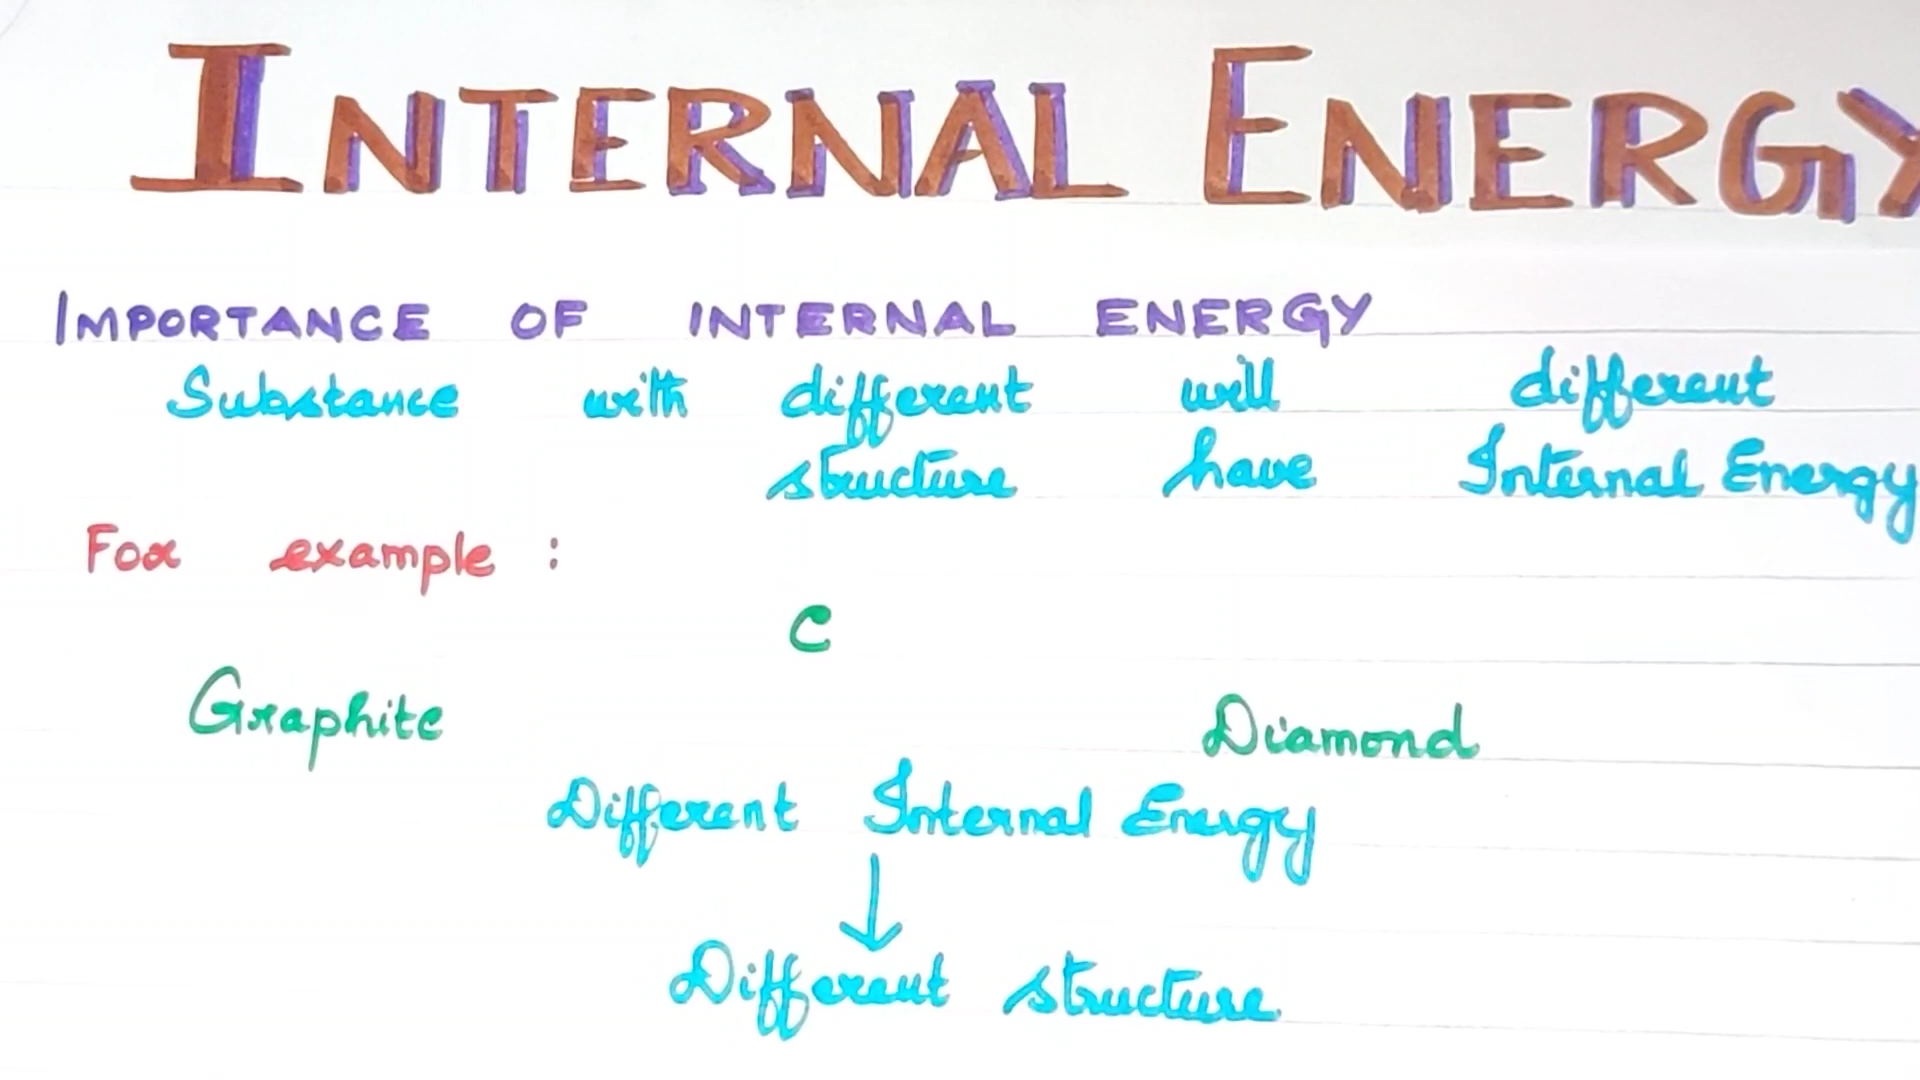 INTERNAL ENERGY
IMPORTANCE OF INTERNAL ENERGY
Substance with different will different
structure have Internal Energy
For example :
C
Graphite Diamond
Different Internal Energy
↓
Different structure